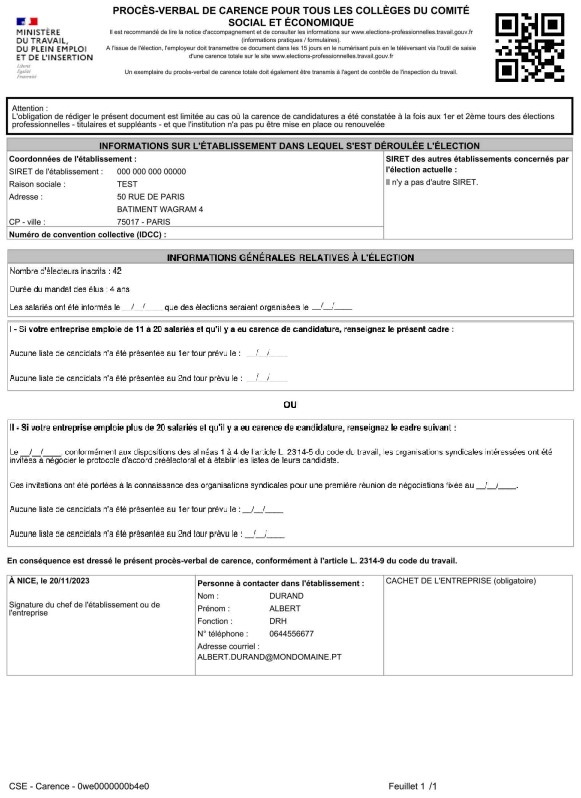 MINISTÈRE
DU TRAVAIL,
DU PLEIN EMPLOI
ET DE L'INSERTION
Liberté
Égalité
Fraternité
PROCÈS-VERBAL DE CARENCE POUR TOUS LES COLLÈGES DU COMITÉ
SOCIAL ET ÉCONOMIQUE
Il est recommandé de lire la notice d'accompagnement et de consulter les informations sur www.elections-professionnelles.travail.gouv.fr
(informations pratiques / formulaires).
A l'issue de l'élection, l'employeur doit transmettre ce document dans les 15 jours en le numérisant puis en le téléversant via l'outil de saisie
d'une carence totale sur le site www.elections-professionnelles.travail.gouv.fr
Un exemplaire du procès-verbal de carence totale doit également être transmis à l'agent de contrôle de l'inspection du travail.
Attention :
L'obligation de rédiger le présent document est limitée au cas où la carence de candidatures a été constatée à la fois aux 1er et 2ème tours des élections
professionnelles - titulaires et suppléants - et que l'institution n'a pas pu être mise en place ou renouvelée
INFORMATIONS SUR L'ÉTABLISSEMENT DANS LEQUEL S'EST DÉROULÉE L'ÉLECTION
Coordonnées de l'établissement :
SIRET de l'établissement : 000 000 000 00000
Raison sociale : TEST
Adresse : 50 RUE DE PARIS
BATIMENT WAGRAM 4
CP - ville : 75017 - PARIS
Numéro de convention collective (IDCC) :
SIRET des autres établissements concernés par
l'élection actuelle :
Il n'y a pas d'autre SIRET.
INFORMATIONS GÉNÉRALES RELATIVES À L'ÉLECTION
Nombre d'électeurs inscrits : 42
Durée du mandat des élus : 4 ans
Les salariés ont été informés le __/__/____ que des élections seraient organisées le __/__/____
I - Si votre entreprise emploie de 11 à 20 salariés et qu'il y a eu carence de candidature, renseignez le présent cadre :
Aucune liste de candidats n'a été présentée au 1er tour prévu le : __/__/____
Aucune liste de candidats n'a été présentée au 2nd tour prévu le : __/__/____
OU
II - Si votre entreprise emploie plus de 20 salariés et qu'il y a eu carence de candidature, renseignez le cadre suivant :
Le __/__/____ conformément aux dispositions des alinéas 1 à 4 de l'article L. 2314-5 du code du travail, les organisations syndicales intéressées ont été
invitées à négocier le protocole d'accord préélectoral et à établir les listes de leurs candidats.
Ces invitations ont été portées à la connaissance des organisations syndicales pour une première réunion de négociations fixée au __/__/____.
Aucune liste de candidats n'a été présentée au 1er tour prévu le : __/__/____
Aucune liste de candidats n'a été présentée au 2nd tour prévu le : __/__/____
En conséquence est dressé le présent procès-verbal de carence, conformément à l'article L. 2314-9 du code du travail.
À NICE, le 20/11/2023
Signature du chef de l'établissement ou de
l'entreprise
Personne à contacter dans l'établissement :
Nom : DURAND
Prénom : ALBERT
Fonction : DRH
N° téléphone : 0644556677
Adresse courriel :
ALBERT.DURAND@MONDOMAINE.PT
CACHET DE L'ENTREPRISE (obligatoire)
CSE - Carence - 0we0000000b4e0
Feuillet 1 /1